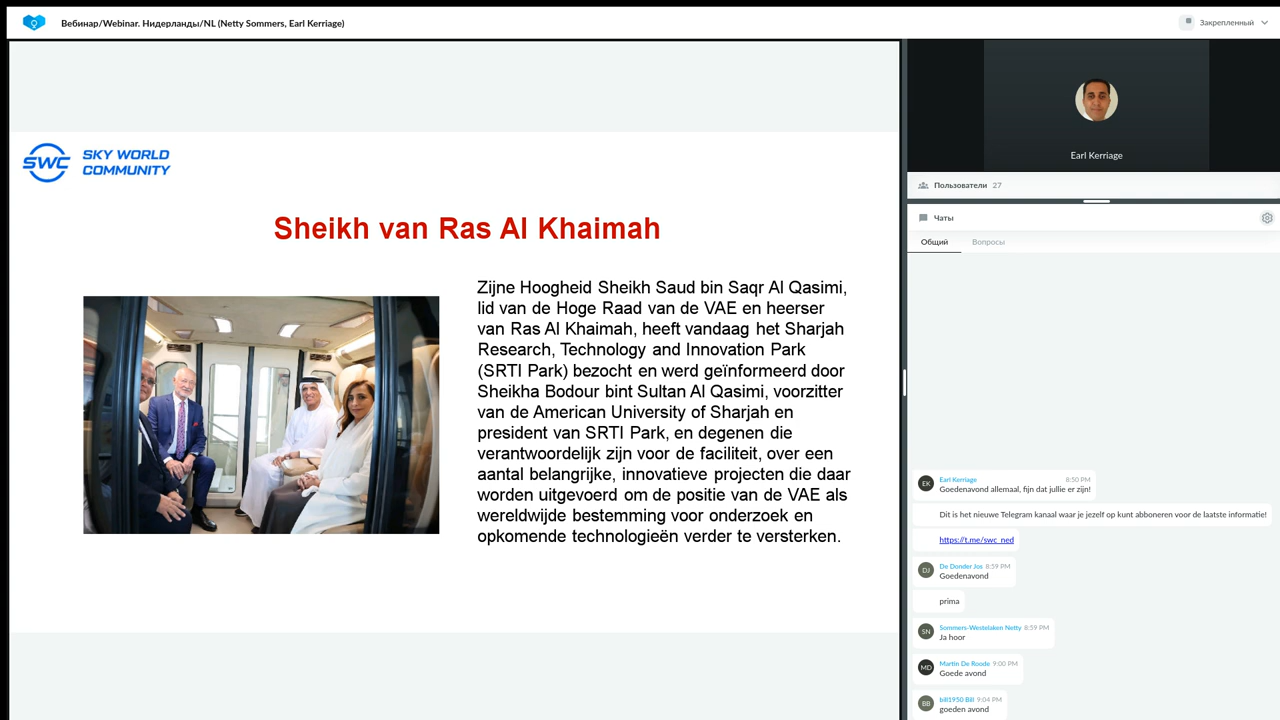 Вебинар/Webinar. Нидерланды/NL (Netty Sommers, Earl Kerriage)
Закрепленный
SWC
SKY WORLD
COMMUNITY
Sheikh van Ras Al Khaimah
Zijne Hoogheid Sheikh Saud bin Saqr Al Qasimi,
lid van de Hoge Raad van de VAE en heerser
van Ras Al Khaimah, heeft vandaag het Sharjah
Research, Technology and Innovation Park
(SRTI Park) bezocht en werd geïnformeerd door
Sheikha Bodour bint Sultan Al Qasimi, voorzitter
van de American University of Sharjah en
president van SRTI Park, en degenen die
verantwoordelijk zijn voor de faciliteit, over een
aantal belangrijke, innovatieve projecten die daar
worden uitgevoerd om de positie van de VAE als
wereldwijde bestemming voor onderzoek en
opkomende technologieën verder te versterken.
Earl Kerriage
Пользователи 27
Чаты
Общий Вопросы
EK Earl Kerriage 8:50 PM
Goedenavond allemaal, fijn dat jullie er zijn!
Dit is het nieuwe Telegram kanaal waar je jezelf op kunt abboneren voor de laatste informatie!
https://t.me/swc_ned
DJ De Donder Jos 8:59 PM
Goedenavond
prima
SN Sommers-Westelaken Netty 8:59 PM
Ja hoor
MD Martin De Roode 9:00 PM
Goede avond
BB bill1950 Bill 9:04 PM
goeden avond